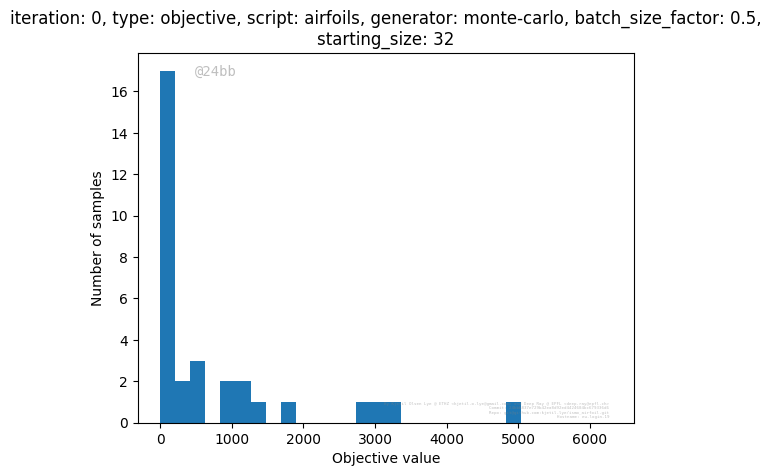 iteration: 0, type: objective, script: airfoils, generator: monte-carlo, batch_size_factor: 0.5,
starting_size: 32
@24bb
16
14
12
10
8
6
4
2
0
Number of samples
0 1000 2000 3000 4000 5000 6000
Objective value